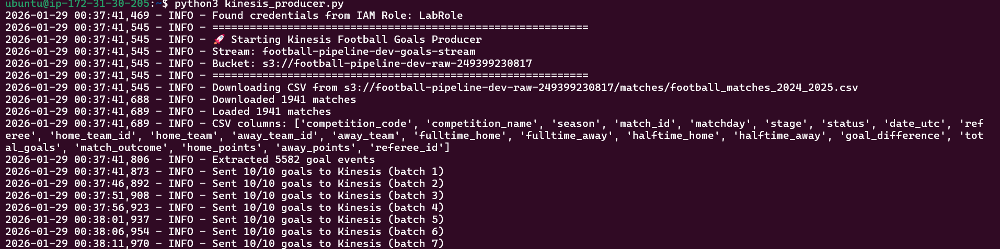 ubuntu@ip-172-31-30-205:~$ python3 kinesis_producer.py
2026-01-29 00:37:41,469 - INFO - Found credentials from IAM Role: LabRole
2026-01-29 00:37:41,545 - INFO - ============================================================
2026-01-29 00:37:41,545 - INFO - 🚀 Starting Kinesis Football Goals Producer
2026-01-29 00:37:41,545 - INFO - Stream: football-pipeline-dev-goals-stream
2026-01-29 00:37:41,545 - INFO - Bucket: s3://football-pipeline-dev-raw-249399230817
2026-01-29 00:37:41,545 - INFO - ============================================================
2026-01-29 00:37:41,545 - INFO - Downloading CSV from s3://football-pipeline-dev-raw-249399230817/matches/football_matches_2024_2025.csv
2026-01-29 00:37:41,688 - INFO - Downloaded 1941 matches
2026-01-29 00:37:41,689 - INFO - Loaded 1941 matches
2026-01-29 00:37:41,689 - INFO - CSV columns: ['competition_code', 'competition_name', 'season', 'match_id', 'matchday', 'stage', 'status', 'date_utc', 'ref
eree', 'home_team_id', 'home_team', 'away_team_id', 'away_team', 'fulltime_home', 'fulltime_away', 'halftime_home', 'halftime_away', 'goal_difference', 'tot
al_goals', 'match_outcome', 'home_points', 'away_points', 'referee_id']
2026-01-29 00:37:41,806 - INFO - Extracted 5582 goal events
2026-01-29 00:37:41,873 - INFO - Sent 10/10 goals to Kinesis (batch 1)
2026-01-29 00:37:46,892 - INFO - Sent 10/10 goals to Kinesis (batch 2)
2026-01-29 00:37:51,908 - INFO - Sent 10/10 goals to Kinesis (batch 3)
2026-01-29 00:37:56,923 - INFO - Sent 10/10 goals to Kinesis (batch 4)
2026-01-29 00:38:01,937 - INFO - Sent 10/10 goals to Kinesis (batch 5)
2026-01-29 00:38:06,954 - INFO - Sent 10/10 goals to Kinesis (batch 6)
2026-01-29 00:38:11,970 - INFO - Sent 10/10 goals to Kinesis (batch 7)